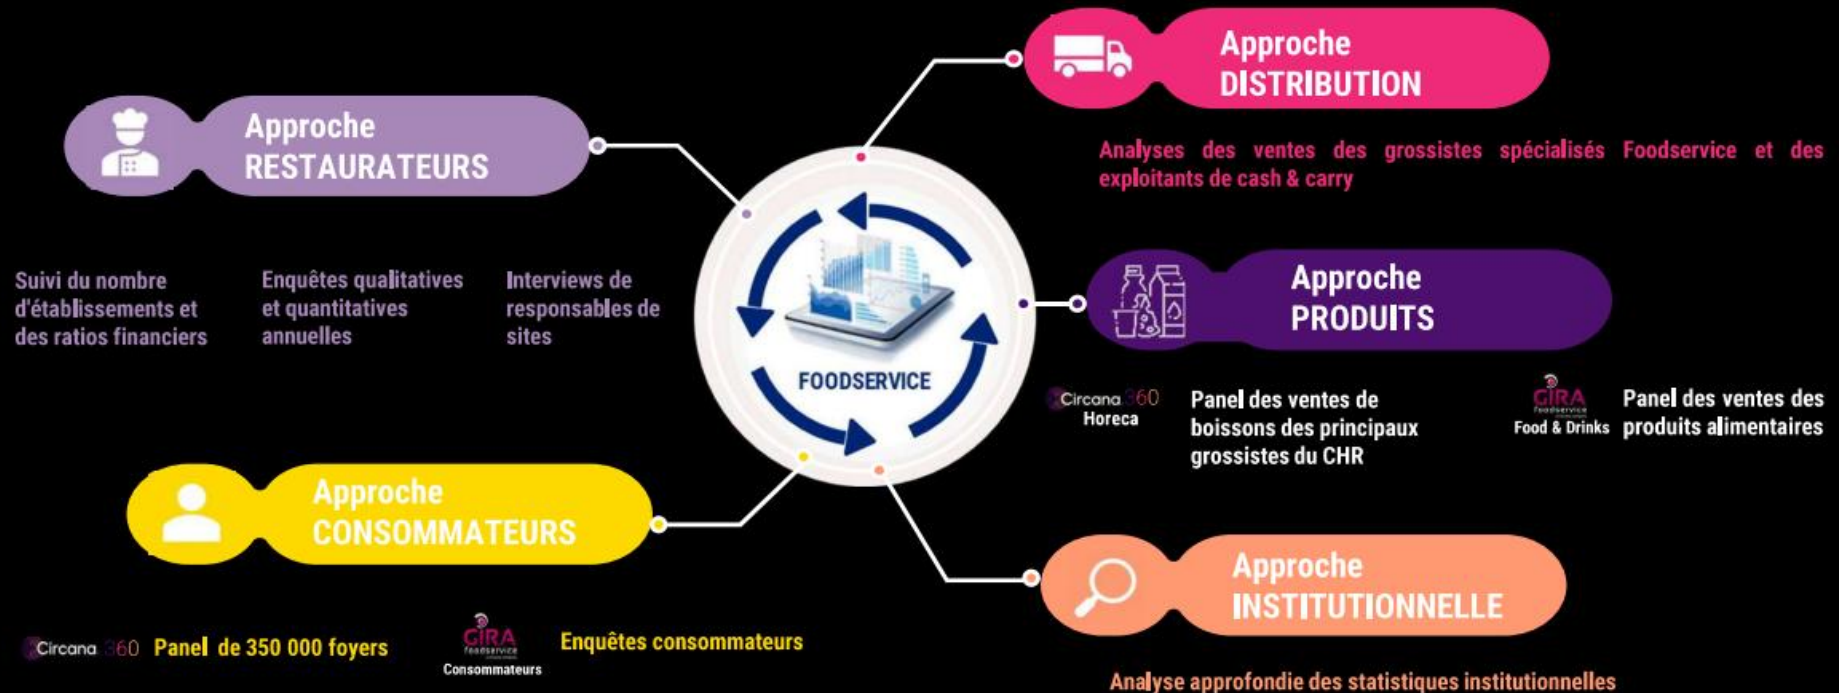 Approche
RESTAURATEURS
Suivi du nombre
d'établissements et
des ratios financiers
Enquêtes qualitatives
et quantitatives
annuelles
Interviews de
responsables de
sites
FOODSERVICE
Approche
CONSOMMATEURS
Circana 360
Panel de 350 000 foyers
GIRA
foodservice
Consommateurs
Enquêtes consommateurs
Approche
DISTRIBUTION
Analyses des ventes des grossistes spécialisés Foodservice et des
exploitants de cash & carry
Approche
PRODUITS
Circana 360
Horeca
Panel des ventes de
boissons des principaux
grossistes du CHR
GIRA
foodservice
Food & Drinks
Panel des ventes des
produits alimentaires
Approche
INSTITUTIONNELLE
Analyse approfondie des statistiques institutionnelles